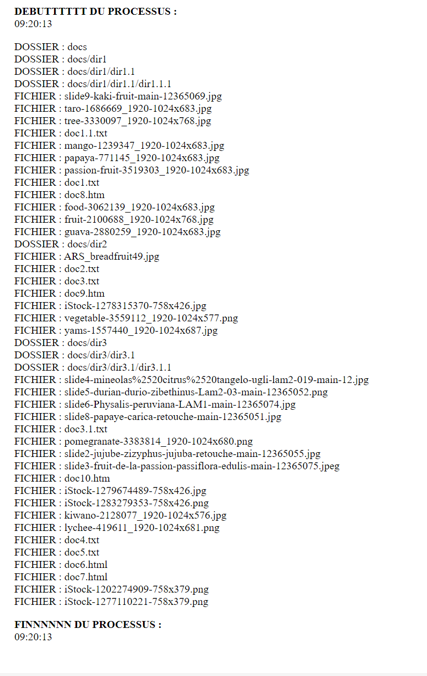 DEBUTTTTTT DU PROCESSUS :
09:20:13
DOSSIER : docs
DOSSIER : docs/dir1
DOSSIER : docs/dir1/dir1.1
DOSSIER : docs/dir1/dir1.1/dir1.1.1
FICHIER : slide9-kaki-fruit-main-12365069.jpg
FICHIER : taro-1686669_1920-1024x683.jpg
FICHIER : tree-3330097_1920-1024x768.jpg
FICHIER : doc1.1.txt
FICHIER : mango-1239347_1920-1024x683.jpg
FICHIER : papaya-771145_1920-1024x683.jpg
FICHIER : passion-fruit-3519303_1920-1024x683.jpg
FICHIER : doc1.txt
FICHIER : doc8.htm
FICHIER : food-3062139_1920-1024x683.jpg
FICHIER : fruit-2100688_1920-1024x768.jpg
FICHIER : guava-2880259_1920-1024x683.jpg
DOSSIER : docs/dir2
FICHIER : ARS_breadfruit49.jpg
FICHIER : doc2.txt
FICHIER : doc3.txt
FICHIER : doc9.htm
FICHIER : iStock-1278315370-758x426.jpg
FICHIER : vegetable-3559112_1920-1024x577.png
FICHIER : yams-1557440_1920-1024x687.jpg
DOSSIER : docs/dir3
DOSSIER : docs/dir3/dir3.1
DOSSIER : docs/dir3/dir3.1/dir3.1.1
FICHIER : slide4-mineolas%2520citrus%2520tangelo-ugli-lam2-019-main-12.jpg
FICHIER : slide5-durian-durio-zibethinus-Lam2-03-main-12365052.png
FICHIER : slide6-Physalis-peruviana-LAM1-main-12365074.jpg
FICHIER : slide8-papaye-carica-retouche-main-12365051.jpg
FICHIER : doc3.1.txt
FICHIER : pomegranate-3383814_1920-1024x680.png
FICHIER : slide2-jujube-zizyphus-jujuba-retouche-main-12365055.jpg
FICHIER : slide3-fruit-de-la-passion-passiflora-edulis-main-12365075.jpeg
FICHIER : doc10.htm
FICHIER : iStock-1279674489-758x426.jpg
FICHIER : iStock-1283279353-758x426.png
FICHIER : kiwano-2128077_1920-1024x576.jpg
FICHIER : lychee-419611_1920-1024x681.png
FICHIER : doc4.txt
FICHIER : doc5.txt
FICHIER : doc6.html
FICHIER : doc7.html
FICHIER : iStock-1202274909-758x379.png
FICHIER : iStock-1277110221-758x379.png
FINNNNNN DU PROCESSUS :
09:20:13